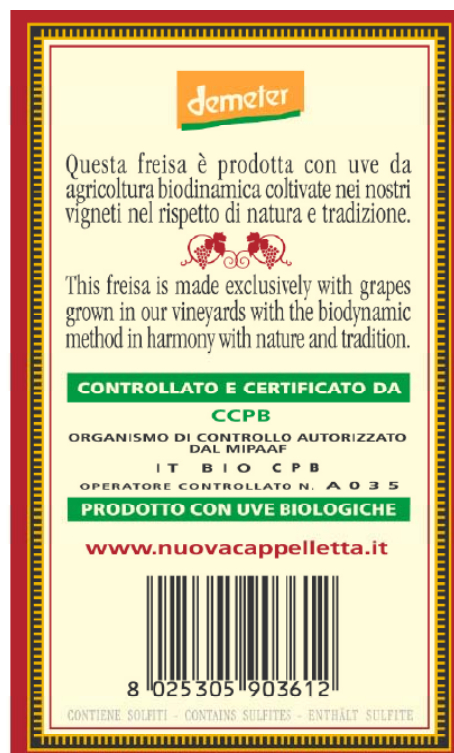 demeter
Questa freisa è prodotta con uve da
agricoltura biodinamica coltivate nei nostri
vigneti nel rispetto di natura e tradizione.
This freisa is made exclusively with grapes
grown in our vineyards with the biodynamic
method in harmony with nature and tradition.
CONTROLLATO E CERTIFICATO DA
CCPB
ORGANISMO DI CONTROLLO AUTORIZZATO
DAL MIPAAF
IT BIO CPB
OPERATORE CONTROLLATO N. A035
PRODOTTO CON UVE BIOLOGICHE
www.nuovacappelletta.it
8 025305 903612
CONTIENE SOLFITI - CONTAINS SULFITES - ENTHÄLT SULFITE